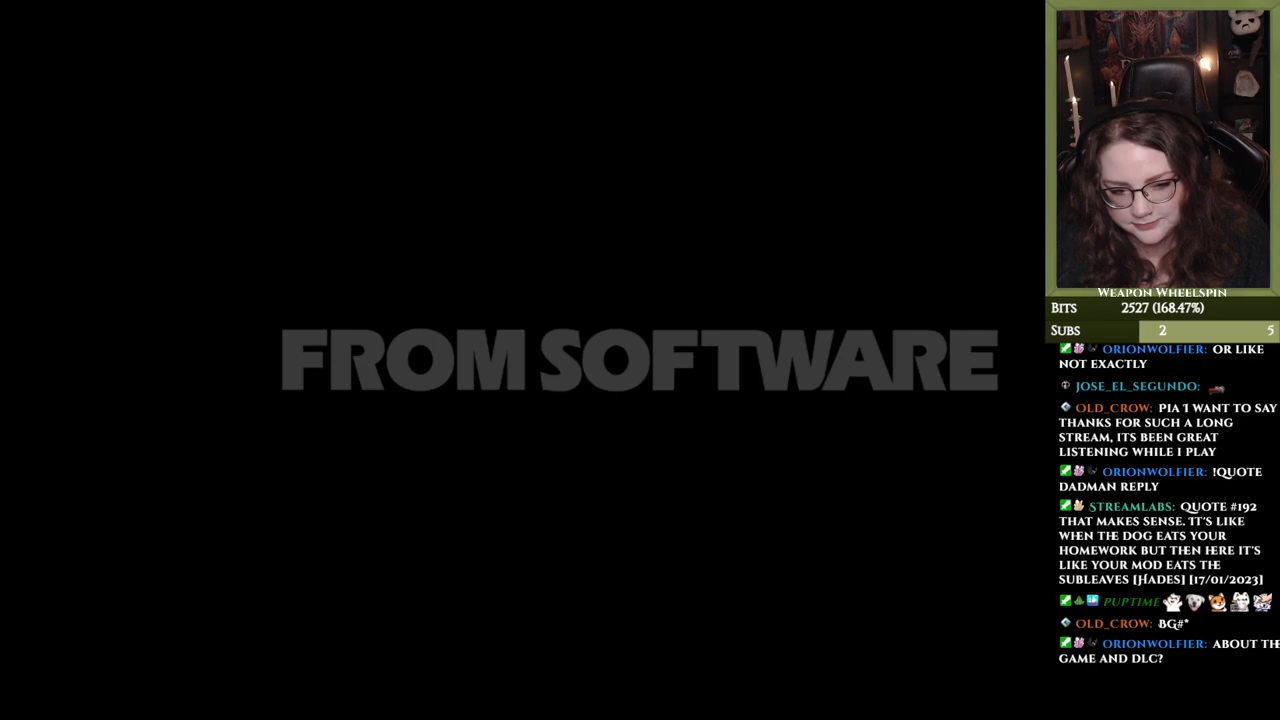 FROMSOFTWARE
WEAPON WHEELSPIN
BITS 2527 (168.47%)
SUBS 2 5
ORIONWOLFIER: OR LIKE
NOT EXACTLY
JOSE_EL_SEGUNDO:
OLD_CROW: PIA I WANT TO SAY
THANKS FOR SUCH A LONG
STREAM, ITS BEEN GREAT
LISTENING WHILE I PLAY
ORIONWOLFIER: !QUOTE
DADMAN REPLY
STREAMLABS: QUOTE #192
THAT MAKES SENSE. IT'S LIKE
WHEN THE DOG EATS YOUR
HOMEWORK BUT THEN HERE IT'S
LIKE YOUR MOD EATS THE
SUBLEAVES [HADES] [17/01/2023]
PUPTIME
OLD_CROW: BG#*
ORIONWOLFIER: ABOUT THE
GAME AND DLC?